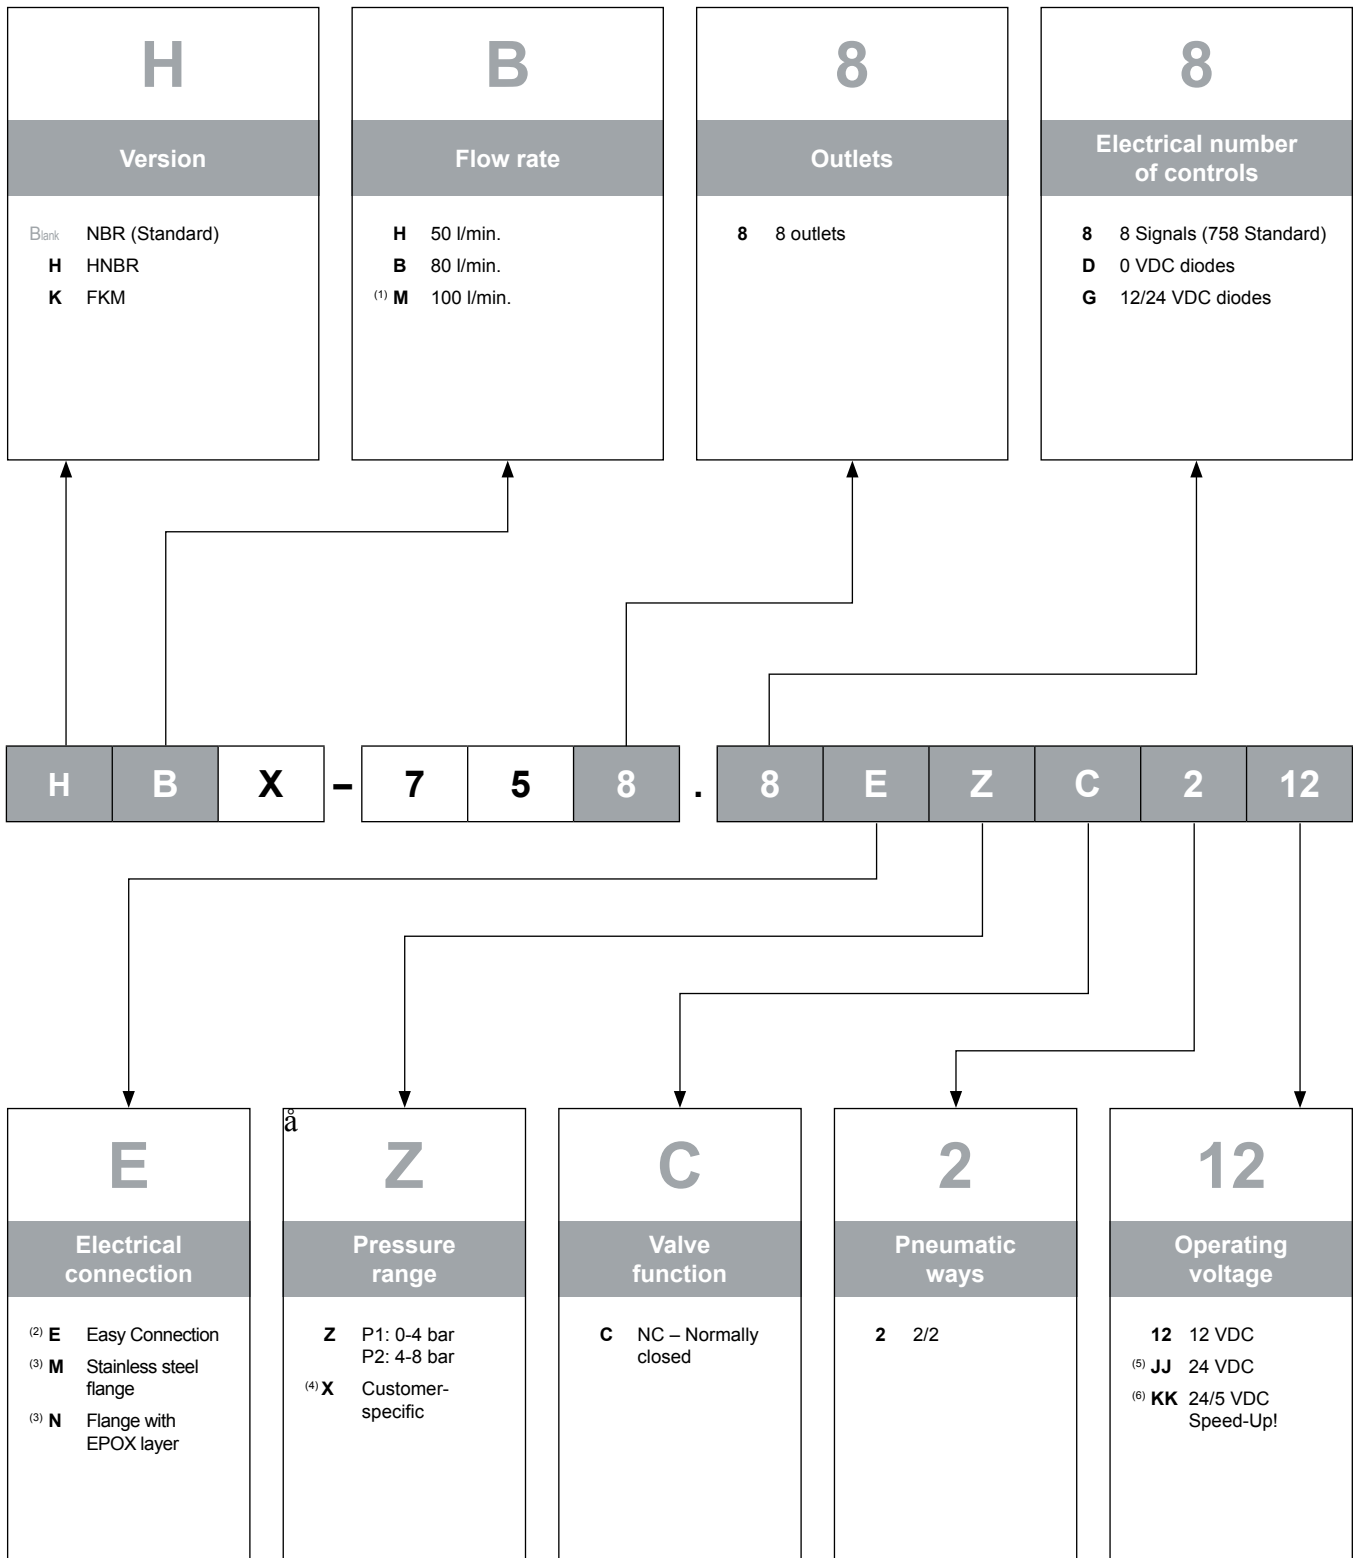 H
B
8
8
Version
Flow rate
Outlets
Electrical number
of controls
Blank NBR (Standard)
H HNBR
K FKM
H 50 l/min.
B 80 l/min.
(1) M 100 l/min.
8 8 outlets
8 8 Signals (758 Standard)
D 0 VDC diodes
G 12/24 VDC diodes
H B X – 7 5 8 . 8 E Z C 2 12
å
E
Z
C
2
12
Electrical
connection
Pressure
range
Valve
function
Pneumatic
ways
Operating
voltage
(2) E Easy Connection
(3) M Stainless steel
flange
(3) N Flange with
EPOX layer
Z P1: 0-4 bar
P2: 4-8 bar
(4) X Customer-
specific
C NC – Normally
closed
2 2/2
12 12 VDC
(5) JJ 24 VDC
(6) KK 24/5 VDC
Speed-Up!